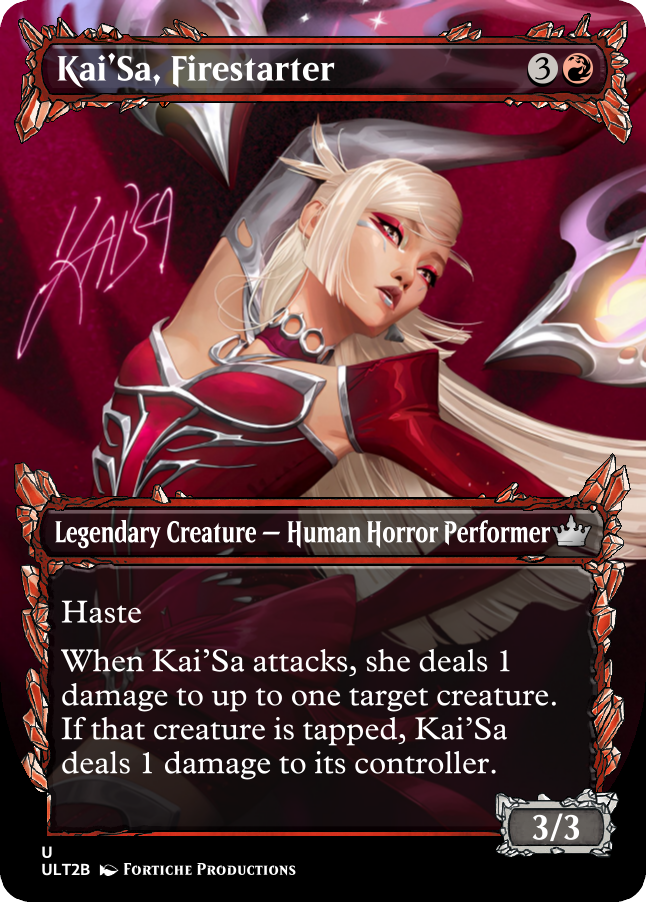 Kai'Sa, Firestarter 3
KAI'SA
Legendary Creature — Human Horror Performer
Haste
When Kai'Sa attacks, she deals 1
damage to up to one target creature.
If that creature is tapped, Kai'Sa
deals 1 damage to its controller.
3/3
U
ULT2B Fortiche Productions